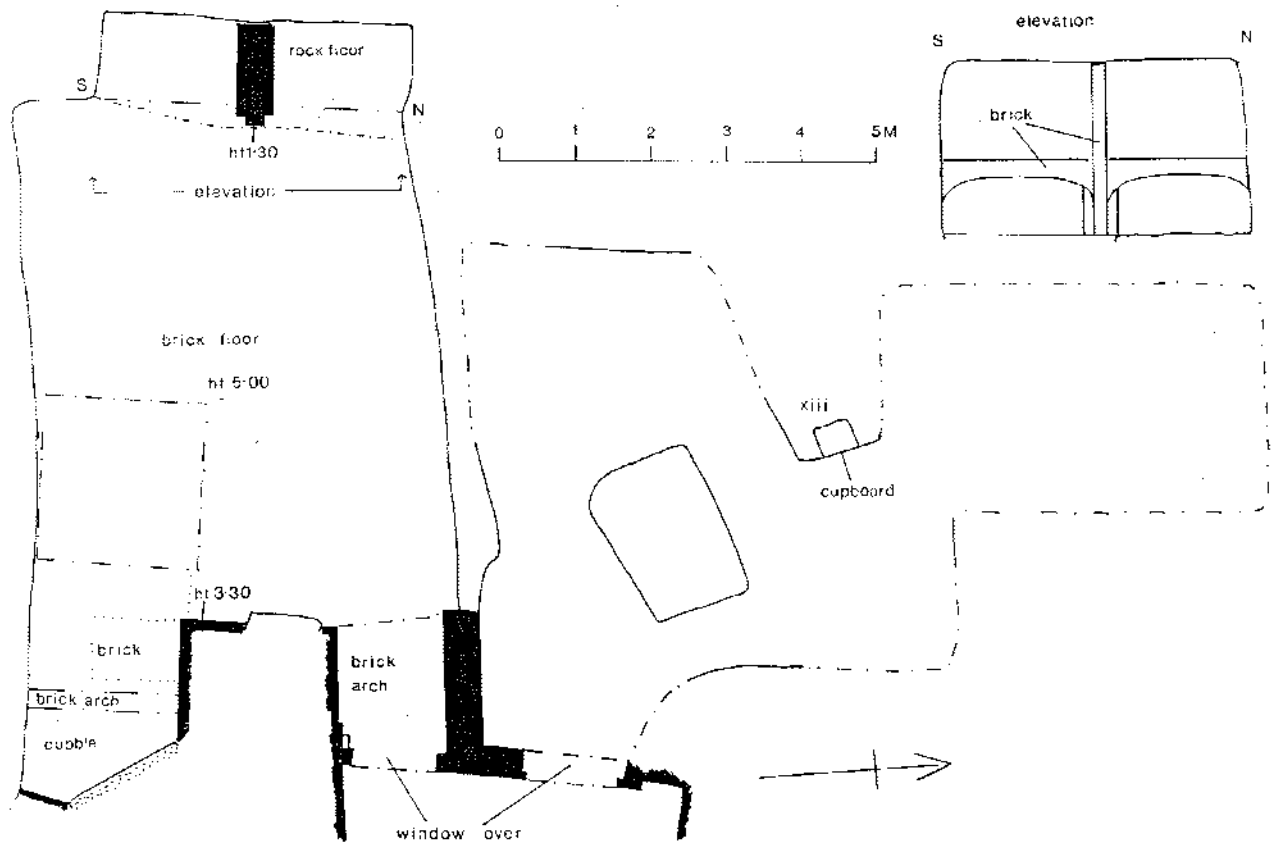 elevation
S
N
rock floor
S
N
ht 1·30
elevation
0 1 2 3 4 5M
brick
brick floor
ht 5·00
xiii
cupboard
ht 3·30
brick
brick arch
brick
arch
window over